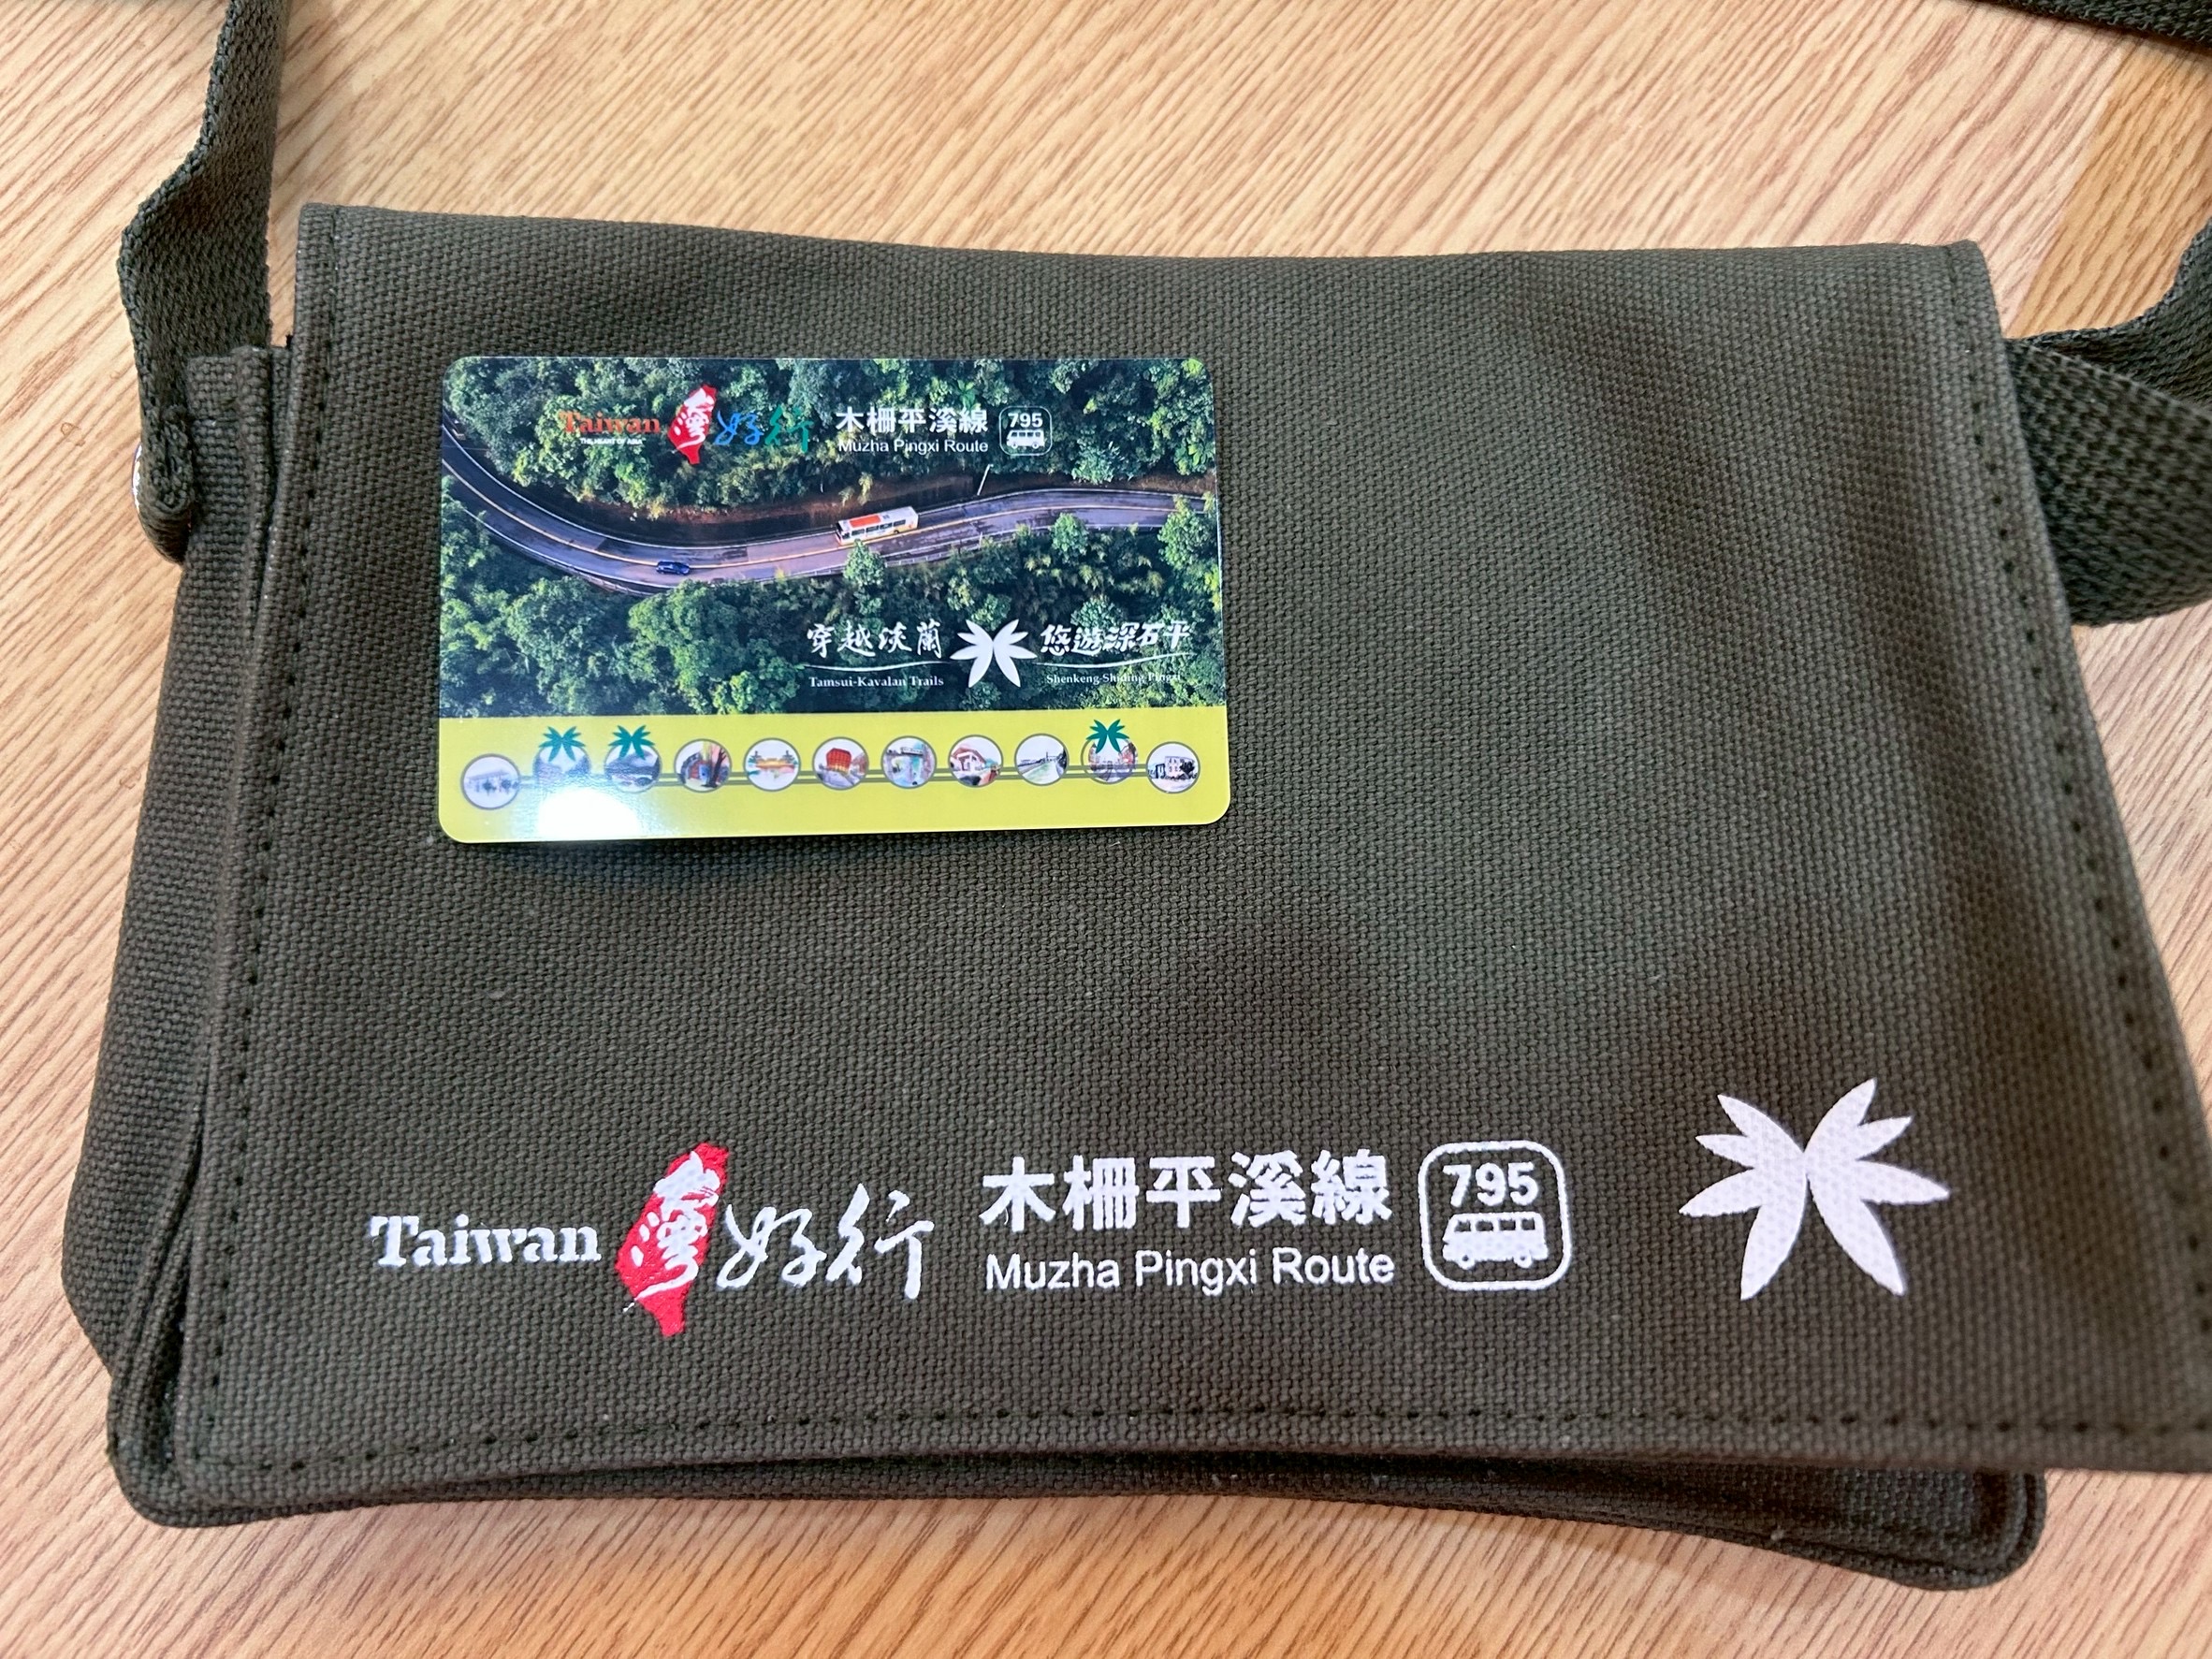 Taiwan 灣好行 木柵平溪線 795
THE HEART OF ASIA Muzha Pingxi Route
穿越淡蘭 悠遊深石平
Tamsui-Kavalan Trails Shenkeng Shiding Pingxi
Taiwan 灣好行 木柵平溪線 795
Muzha Pingxi Route